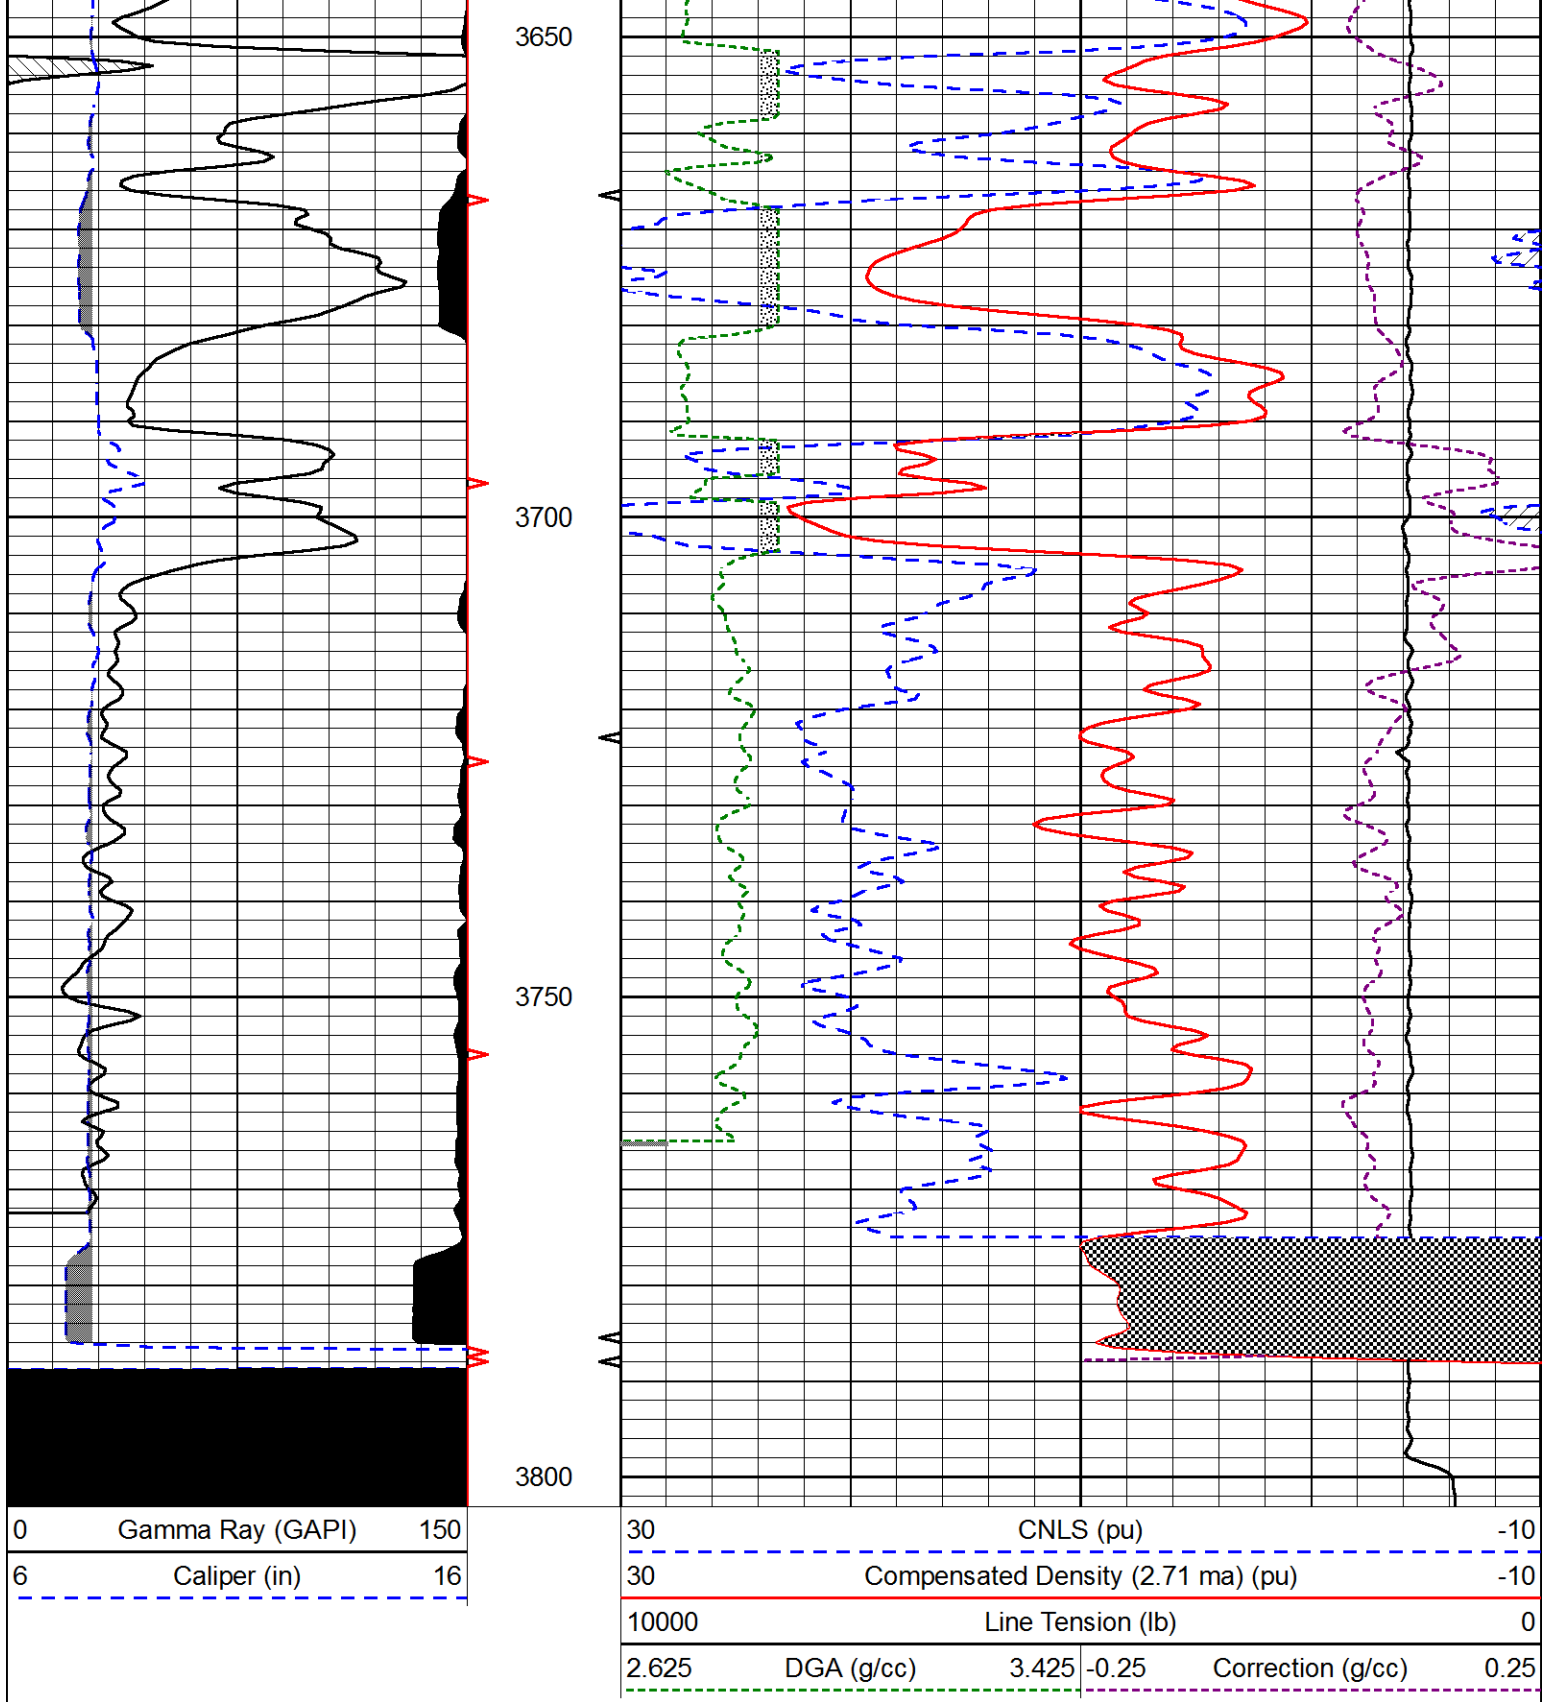 3650
3700
3750
3800
0 Gamma Ray (GAPI) 150
6 Caliper (in) 16
30 CNLS (pu) -10
30 Compensated Density (2.71 ma) (pu) -10
10000 Line Tension (lb) 0
2.625 DGA (g/cc) 3.425 -0.25 Correction (g/cc) 0.25